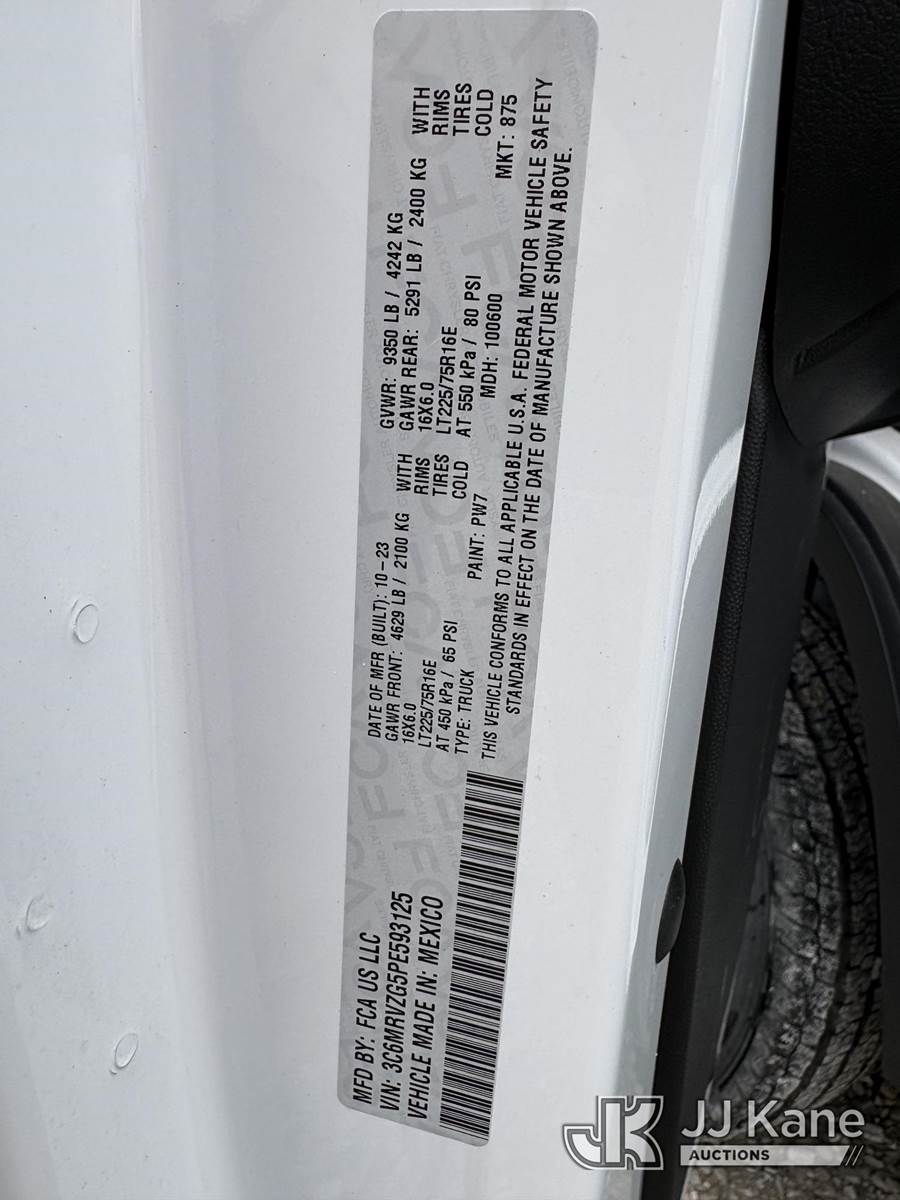 MFD BY: FCA US LLC
VIN: 3C6MRVZG5PE593125
VEHICLE MADE IN: MEXICO
DATE OF MFR (BUILT): 10-23
GVWR: 9350 LB / 4242 KG
GAWR FRONT: 4629 LB / 2100 KG WITH
16X6.0 RIMS
LT225/75R16E TIRES
AT 450 kPa / 65 PSI COLD
GAWR REAR: 5291 LB / 2400 KG WITH
16X6.0 RIMS
LT225/75R16E TIRES
AT 550 kPa / 80 PSI COLD
TYPE: TRUCK PAINT: PW7 MDH: 100600 MKT: 875
THIS VEHICLE CONFORMS TO ALL APPLICABLE U.S.A. FEDERAL MOTOR VEHICLE SAFETY
STANDARDS IN EFFECT ON THE DATE OF MANUFACTURE SHOWN ABOVE.
JK JJ Kane
AUCTIONS